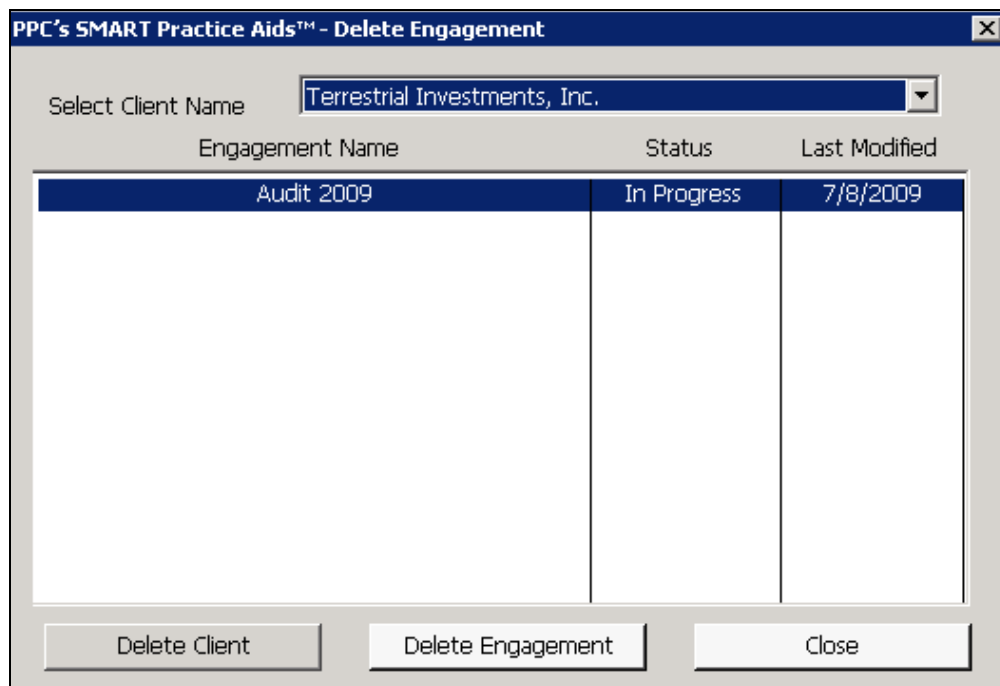 PPC's SMART Practice Aids™ - Delete Engagement
Select Client Name Terrestrial Investments, Inc.
Engagement Name Status Last Modified
Audit 2009 In Progress 7/8/2009
Delete Client Delete Engagement Close